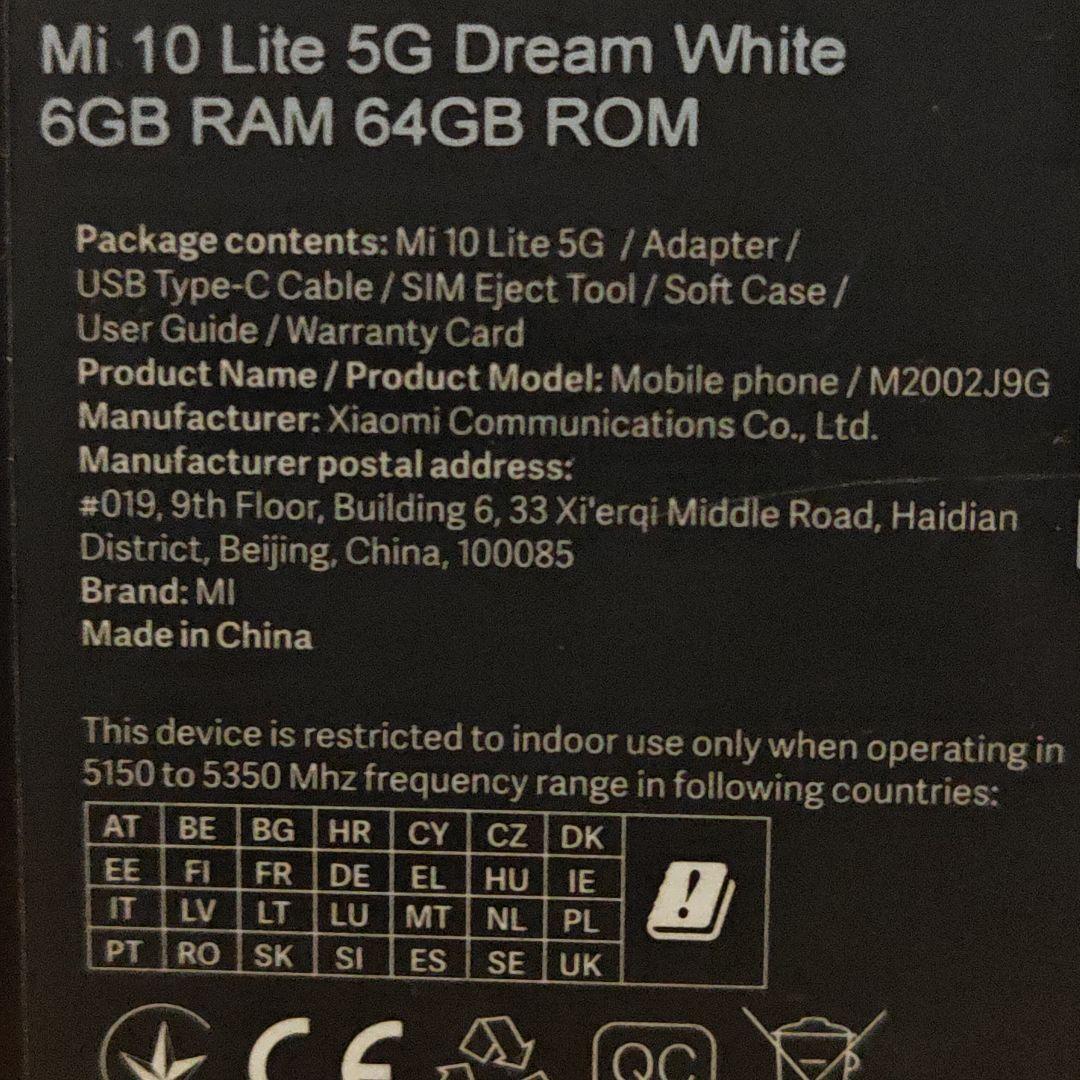 Mi 10 Lite 5G Dream White
6GB RAM 64GB ROM
Package contents: Mi 10 Lite 5G / Adapter /
USB Type-C Cable / SIM Eject Tool / Soft Case /
User Guide / Warranty Card
Product Name / Product Model: Mobile phone / M2002J9G
Manufacturer: Xiaomi Communications Co., Ltd.
Manufacturer postal address:
#019, 9th Floor, Building 6, 33 Xi'erqi Middle Road, Haidian
District, Beijing, China, 100085
Brand: MI
Made in China
This device is restricted to indoor use only when operating in
5150 to 5350 Mhz frequency range in following countries:
AT BE BG HR CY CZ DK
EE FI FR DE EL HU IE
IT LV LT LU MT NL PL
PT RO SK SI ES SE UK
CE QC